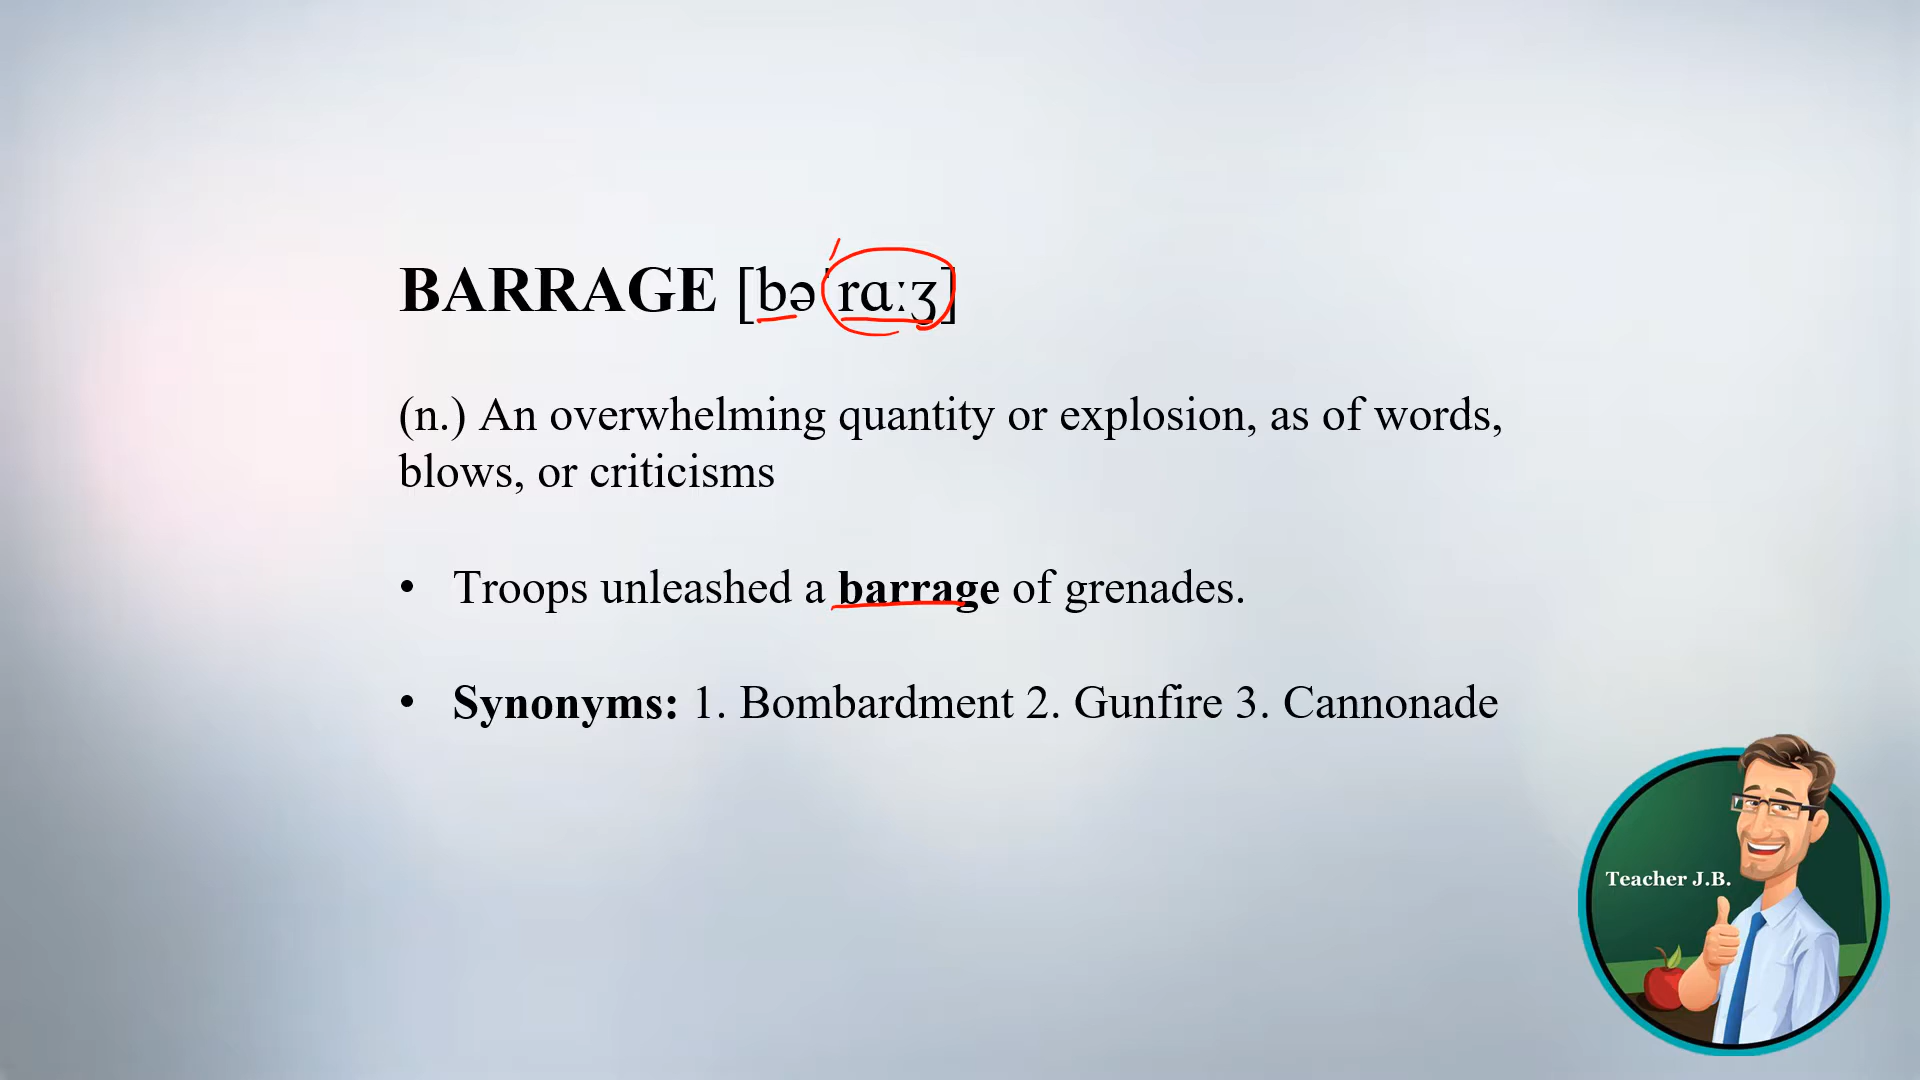 BARRAGE [bəˈrɑːʒ]
(n.) An overwhelming quantity or explosion, as of words,
blows, or criticisms
• Troops unleashed a barrage of grenades.
• Synonyms: 1. Bombardment 2. Gunfire 3. Cannonade
Teacher J.B.